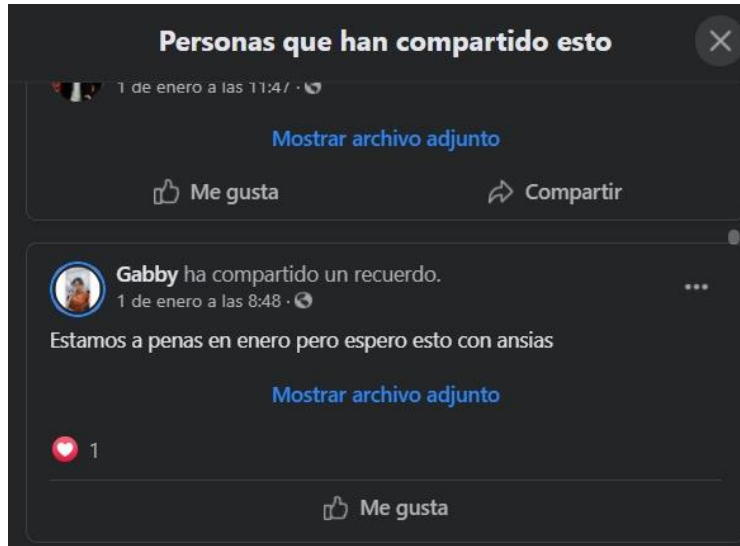 Personas que han compartido esto
1 de enero a las 11:47 ·
Mostrar archivo adjunto
Me gusta
Compartir
Gabby ha compartido un recuerdo.
1 de enero a las 8:48 ·
Estamos a penas en enero pero espero esto con ansias
Mostrar archivo adjunto
1
Me gusta